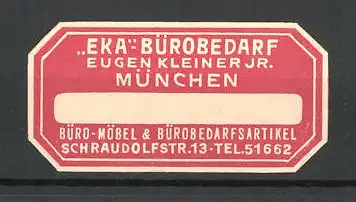 „EKA“-BÜROBEDARF
EUGEN KLEINER JR.
MÜNCHEN
BÜRO-MÖBEL & BÜROBEDARFSARTIKEL
SCHRAUDOLFSTR.13·TEL.51662